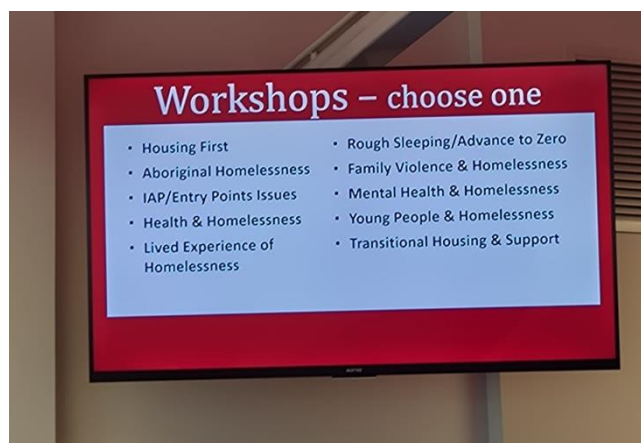 Workshops – choose one
• Housing First
• Aboriginal Homelessness
• IAP/Entry Points Issues
• Health & Homelessness
• Lived Experience of
Homelessness
• Rough Sleeping/Advance to Zero
• Family Violence & Homelessness
• Mental Health & Homelessness
• Young People & Homelessness
• Transitional Housing & Support